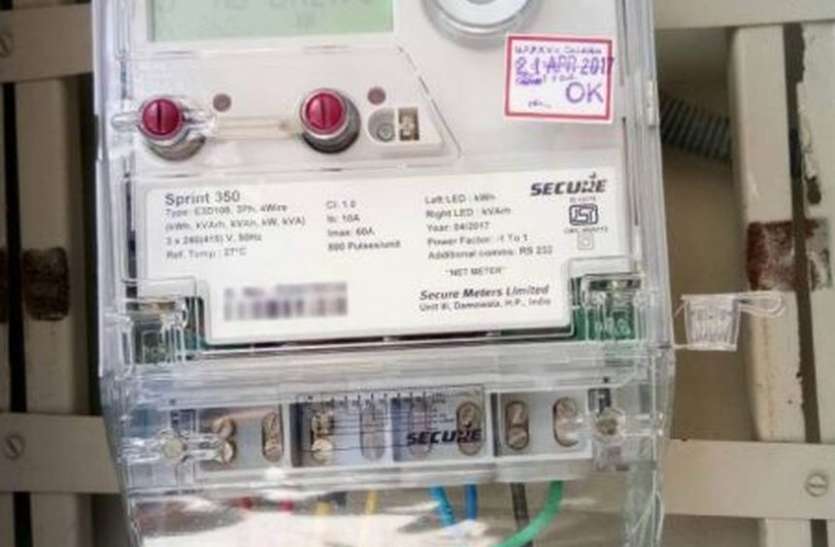 21 APR 2017
OK
Sprint 350
Type: E3D10B, 3Ph, 4Wire
(kWh, KVArh, KVAh, kW, kVA)
3 x 240(415) V, 50Hz
Ref. Temp : 27°C
Cl. 1.0
Ib: 10A
Imax: 60A
800 Pulses/unit
Left LED : kWh
Right LED : kVArh
Year: 04/2017
Power Factor: -1 To 1
Additional comms: RS 232
"NET METER"
SECURE
Secure Meters Limited
Unit III, Damowala, H.P., India
SECURE